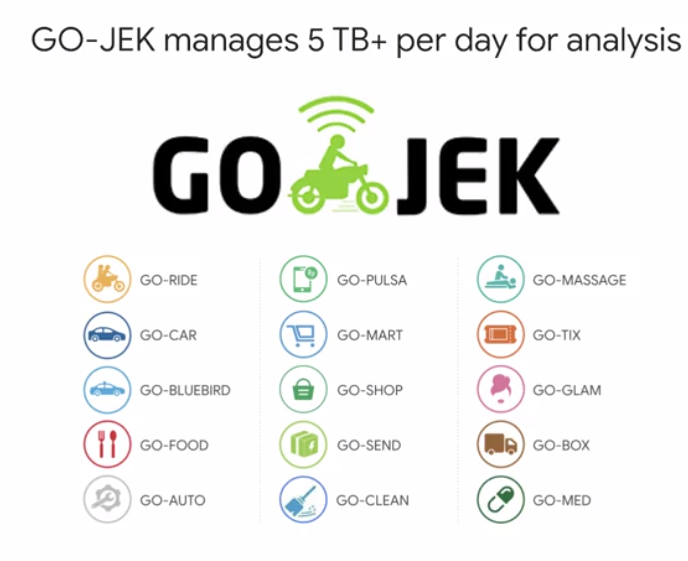 GO-JEK manages 5 TB+ per day for analysis
GO JEK
GO-RIDE
GO-CAR
GO-BLUEBIRD
GO-FOOD
GO-AUTO
GO-PULSA
GO-MART
GO-SHOP
GO-SEND
GO-CLEAN
GO-MASSAGE
GO-TIX
GO-GLAM
GO-BOX
GO-MED